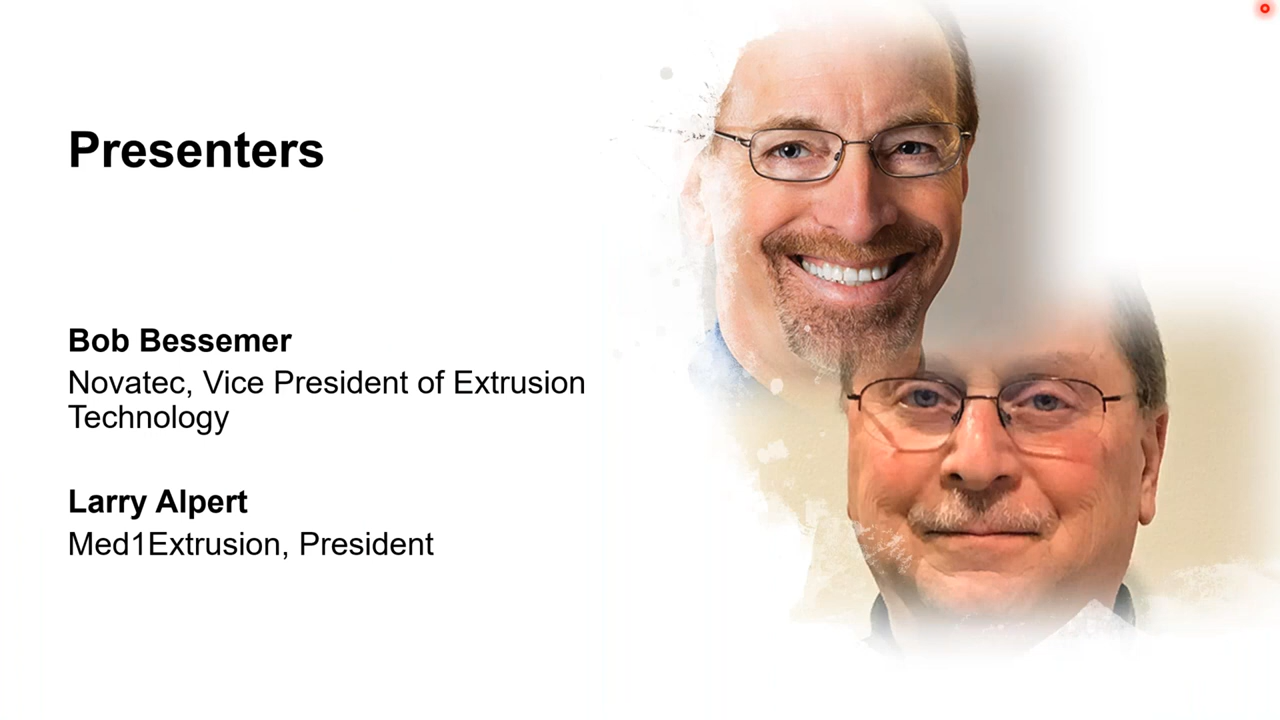 Presenters
Bob Bessemer
Novatec, Vice President of Extrusion
Technology
Larry Alpert
Med1Extrusion, President